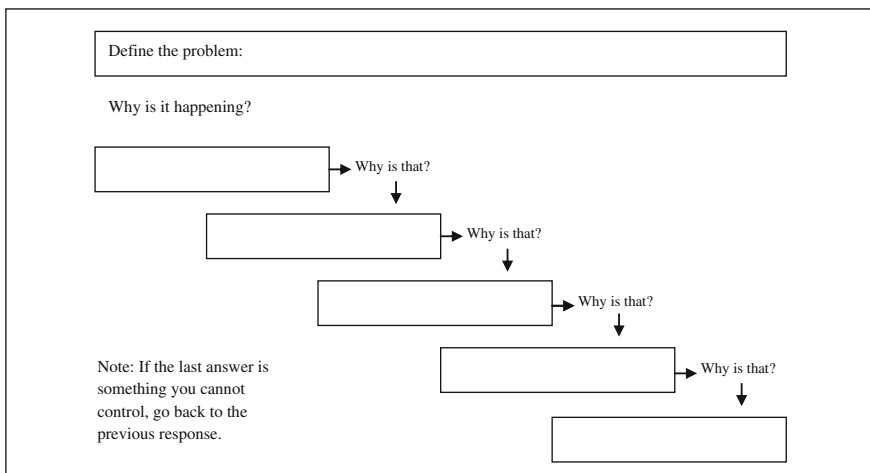 Define the problem:
Why is it happening?
Why is that?
Why is that?
Why is that?
Why is that?
Note: If the last answer is
something you cannot
control, go back to the
previous response.